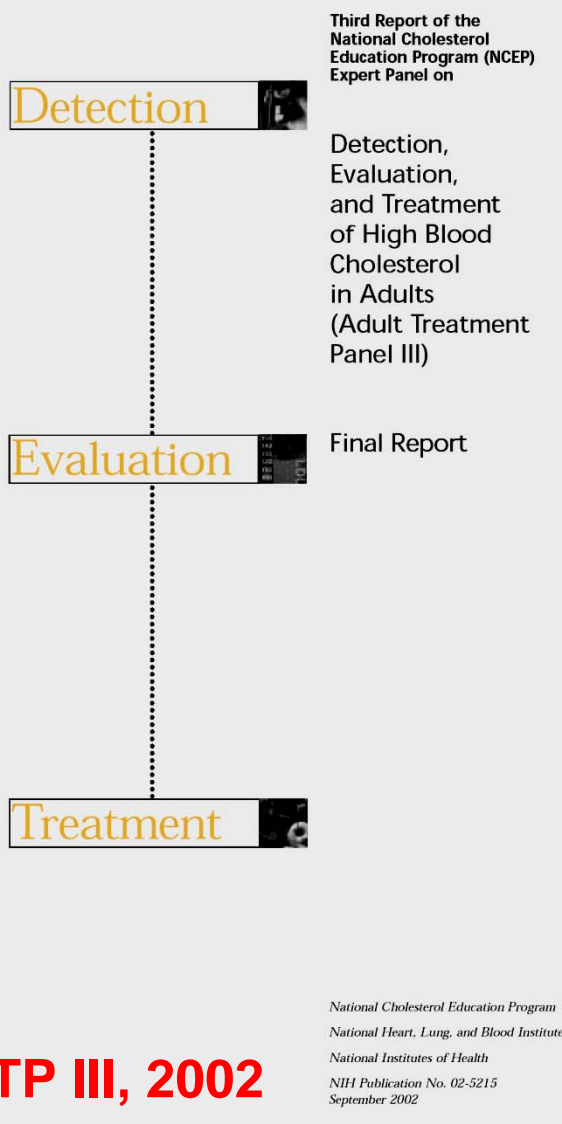 Third Report of the
National Cholesterol
Education Program (NCEP)
Expert Panel on
Detection
Detection,
Evaluation,
and Treatment
of High Blood
Cholesterol
in Adults
(Adult Treatment
Panel III)
Evaluation
Final Report
Treatment
National Cholesterol Education Program
National Heart, Lung, and Blood Institute
National Institutes of Health
NIH Publication No. 02-5215
September 2002
TP III, 2002